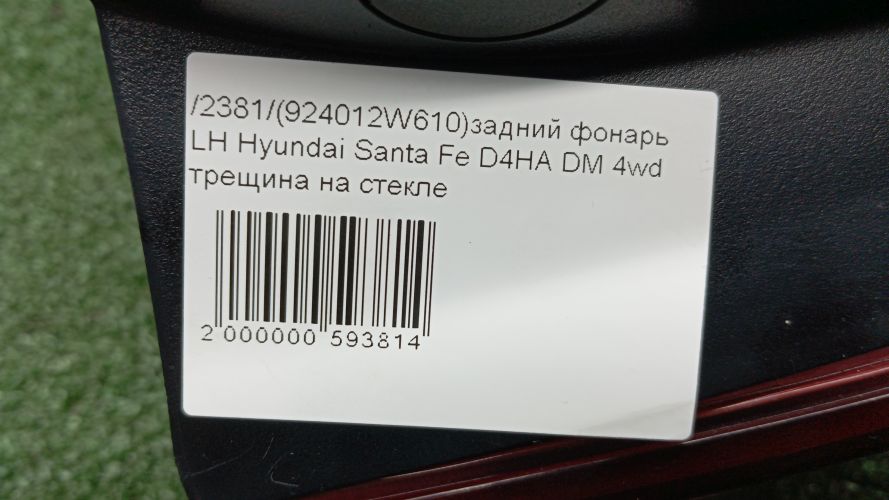 /2381/(924012W610)задний фонарь
LH Hyundai Santa Fe D4HA DM 4wd
трещина на стекле
2 000000 593814